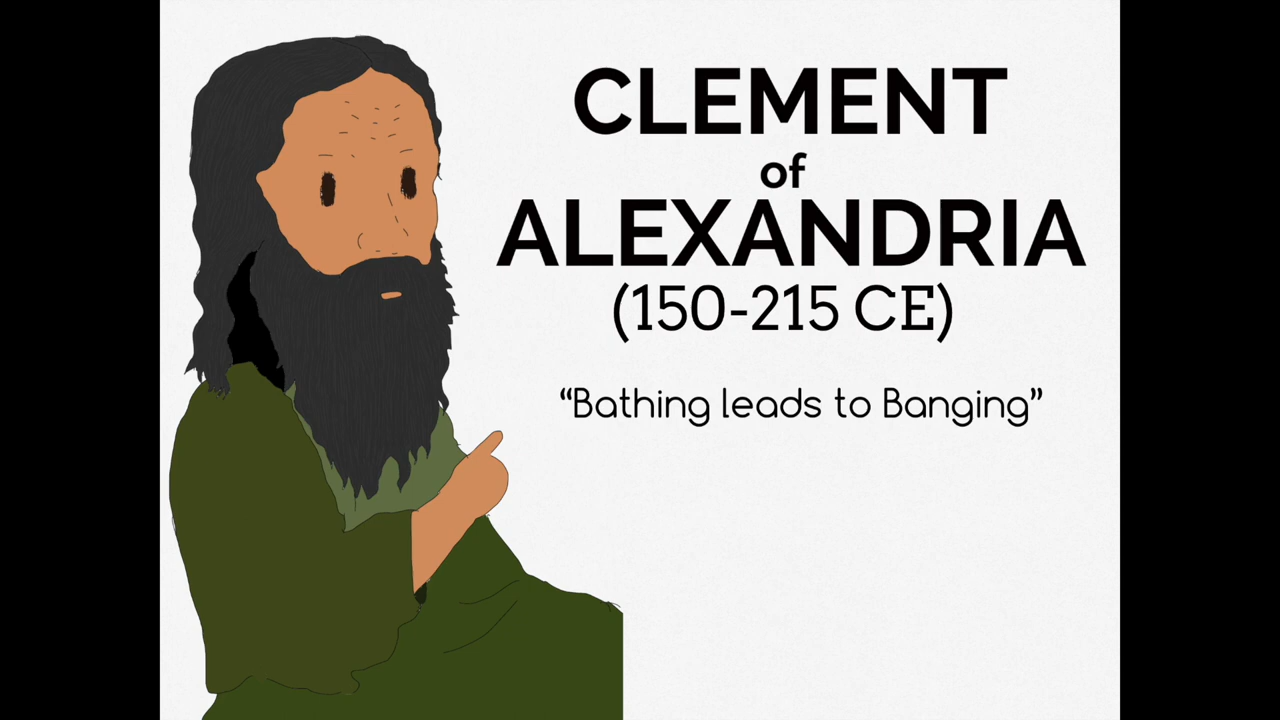 CLEMENT
of
ALEXANDRIA
(150-215 CE)
“Bathing leads to Banging”